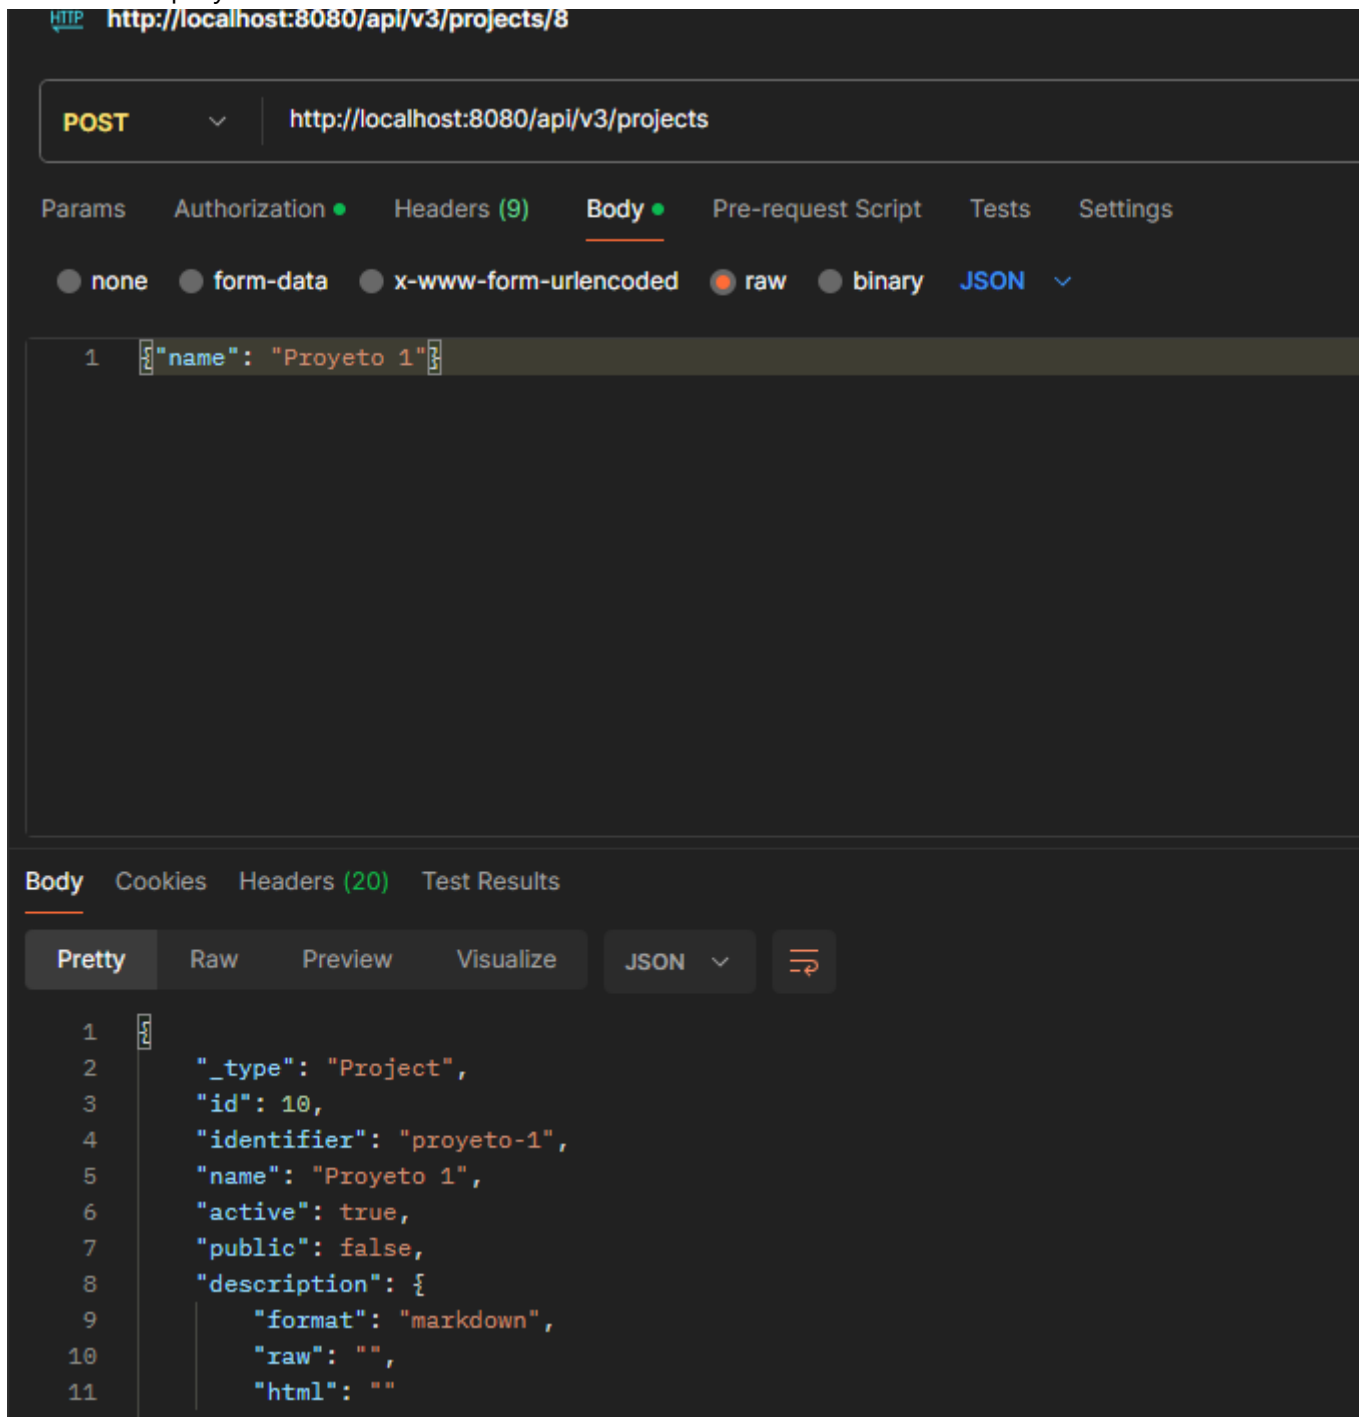 HTTP http://localhost:8080/api/v3/projects/8
POST http://localhost:8080/api/v3/projects
Params Authorization Headers (9) Body Pre-request Script Tests Settings
none form-data x-www-form-urlencoded raw binary JSON
1 {"name": "Proyeto 1"}
Body Cookies Headers (20) Test Results
Pretty Raw Preview Visualize JSON
1 {
2 "_type": "Project",
3 "id": 10,
4 "identifier": "proyeto-1",
5 "name": "Proyeto 1",
6 "active": true,
7 "public": false,
8 "description": {
9 "format": "markdown",
10 "raw": "",
11 "html": ""